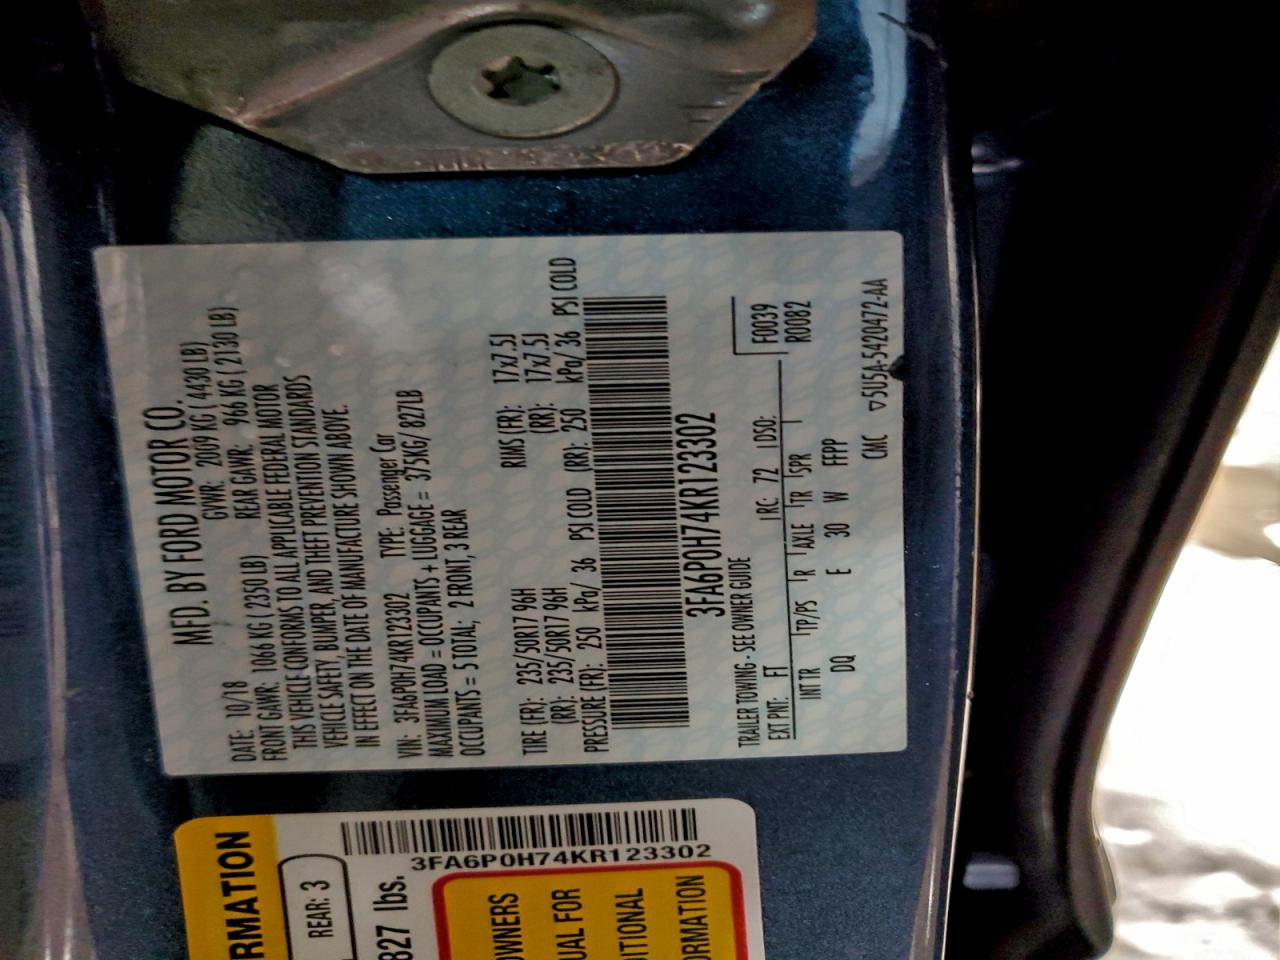 MFD. BY FORD MOTOR CO.
DATE: 10/18 GVWR: 2009 KG ( 4430 LB)
FRONT GAWR: 1066 KG (2350 LB) REAR GAWR: 966 KG ( 2130 LB)
THIS VEHICLE CONFORMS TO ALL APPLICABLE FEDERAL MOTOR
VEHICLE SAFETY, BUMPER, AND THEFT PREVENTION STANDARDS
IN EFFECT ON THE DATE OF MANUFACTURE SHOWN ABOVE.
VIN: 3FA6P0H74KR123302 TYPE: Passenger Car
MAXIMUM LOAD = OCCUPANTS + LUGGAGE = 375KG/ 827LB
OCCUPANTS = 5 TOTAL; 2 FRONT, 3 REAR
TIRE (FR): 235/50R17 96H RIMS (FR): 17x7.5J
(RR): 235/50R17 96H (RR): 17x7.5J
PRESSURE (FR): 250 kPa/ 36 PSI COLD (RR): 250 kPa/ 36 PSI COLD
3FA6P0H74KR123302
TRAILER TOWING - SEE OWNER GUIDE
EXT PNT: FT RC: 72 DSO: F0039
R0082
INT TR TP/PS R AXLE TR SPR
DQ E 30 W FFPP
CMC ▽5U5A-5420472-AA
RMATION
REAR: 3
827 lbs.
3FA6P0H74KR123302
OWNERS
UAL FOR
ITIONAL
ORMATION